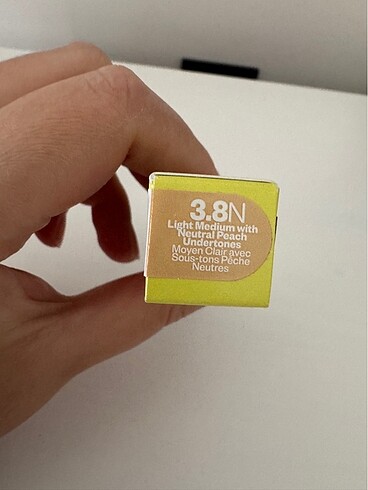 3.8N
Light Medium with
Neutral Peach
Undertones
Moyen Clair avec
Sous-tons Pêche
Neutres